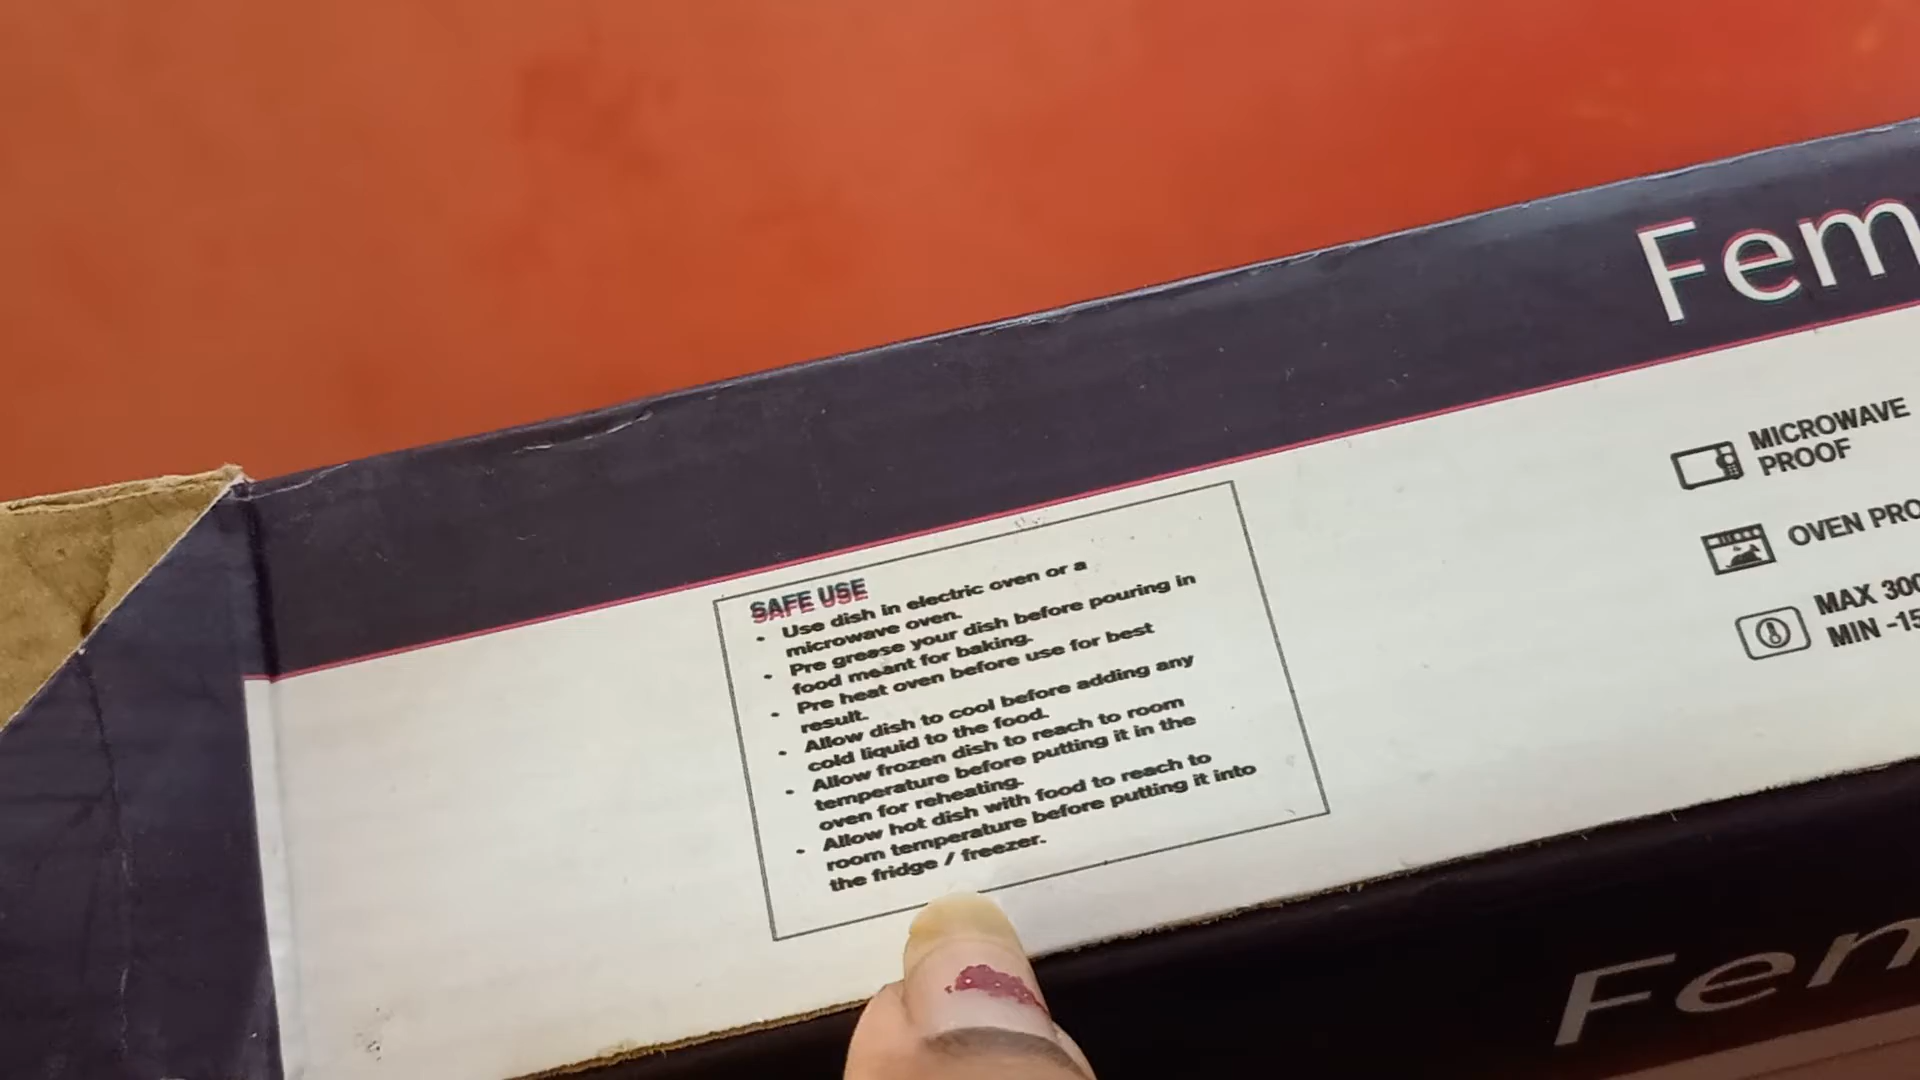 Fem
MICROWAVE
PROOF
OVEN PRO
MAX 300
MIN -15
SAFE USE
• Use dish in electric oven or a
microwave oven.
• Pre grease your dish before pouring in
food meant for baking.
• Pre heat oven before use for best
result.
• Allow dish to cool before adding any
cold liquid to the food.
• Allow frozen dish to reach to room
temperature before putting it in the
oven for reheating.
• Allow hot dish with food to reach to
room temperature before putting it into
the fridge / freezer.
Fem